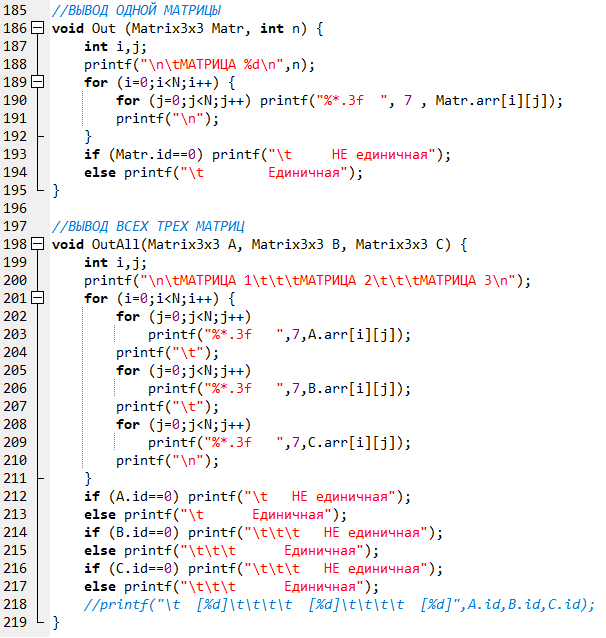 185 //ВЫВОД ОДНОЙ МАТРИЦЫ
186 void Out (Matrix3x3 Matr, int n) {
187     int i,j;
188     printf("\n\tМАТРИЦА %d\n",n);
189     for (i=0;i<N;i++) {
190         for (j=0;j<N;j++) printf("%*.3f  ", 7 , Matr.arr[i][j]);
191         printf("\n");
192     }
193     if (Matr.id==0) printf("\t     НЕ единичная");
194     else printf("\t        Единичная");
195 }
196
197 //ВЫВОД ВСЕХ ТРЕХ МАТРИЦ
198 void OutAll(Matrix3x3 A, Matrix3x3 B, Matrix3x3 C) {
199     int i,j;
200     printf("\n\tМАТРИЦА 1\t\t\tМАТРИЦА 2\t\t\tМАТРИЦА 3\n");
201     for (i=0;i<N;i++) {
202         for (j=0;j<N;j++)
203             printf("%*.3f   ",7,A.arr[i][j]);
204         printf("\t");
205         for (j=0;j<N;j++)
206             printf("%*.3f   ",7,B.arr[i][j]);
207         printf("\t");
208         for (j=0;j<N;j++)
209             printf("%*.3f   ",7,C.arr[i][j]);
210         printf("\n");
211     }
212     if (A.id==0) printf("\t   НЕ единичная");
213     else printf("\t      Единичная");
214     if (B.id==0) printf("\t\t\t   НЕ единичная");
215     else printf("\t\t\t      Единичная");
216     if (C.id==0) printf("\t\t\t   НЕ единичная");
217     else printf("\t\t\t      Единичная");
218     //printf("\t  [%d]\t\t\t\t  [%d]\t\t\t\t  [%d]",A.id,B.id,C.id);
219 }